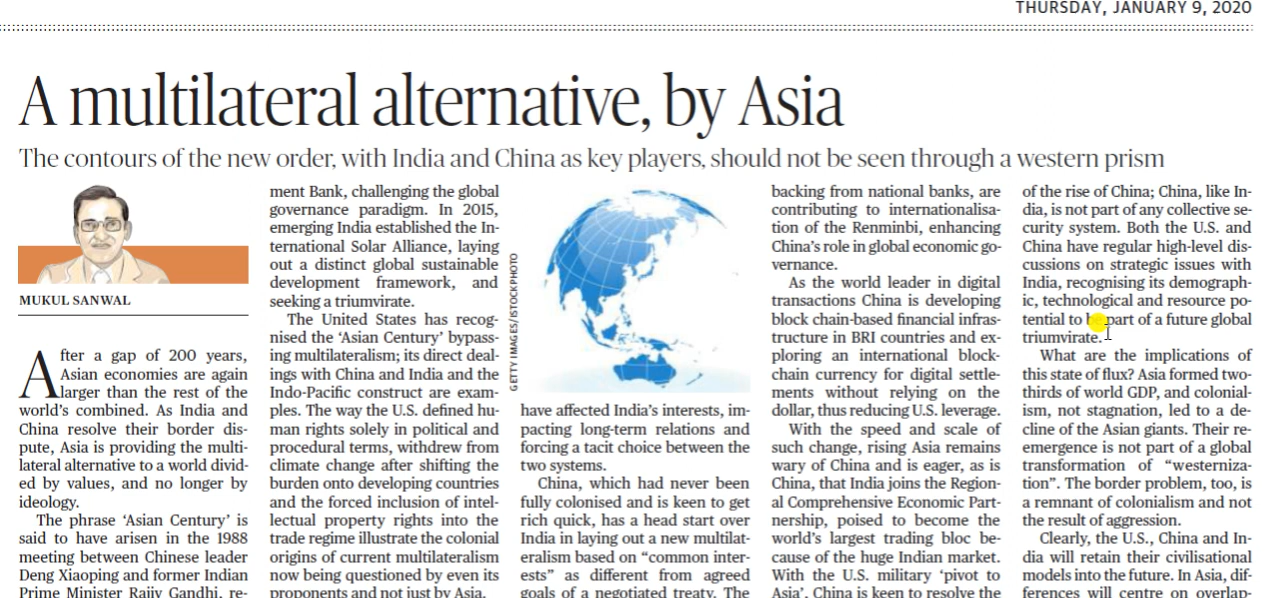 THURSDAY, JANUARY 9, 2020
A multilateral alternative, by Asia
The contours of the new order, with India and China as key players, should not be seen through a western prism
MUKUL SANWAL
After a gap of 200 years,
Asian economies are again
larger than the rest of the
world's combined. As India and
China resolve their border dis-
pute, Asia is providing the multi-
lateral alternative to a world divid-
ed by values, and no longer by
ideology.
The phrase 'Asian Century' is
said to have arisen in the 1988
meeting between Chinese leader
Deng Xiaoping and former Indian
Prime Minister Rajiv Gandhi, re-
ment Bank, challenging the global
governance paradigm. In 2015,
emerging India established the In-
ternational Solar Alliance, laying
out a distinct global sustainable
development framework, and
seeking a triumvirate.
The United States has recog-
nised the 'Asian Century' bypass-
ing multilateralism; its direct deal-
ings with China and India and the
Indo-Pacific construct are exam-
ples. The way the U.S. defined hu-
man rights solely in political and
procedural terms, withdrew from
climate change after shifting the
burden onto developing countries
and the forced inclusion of intel-
lectual property rights into the
trade regime illustrate the colonial
origins of current multilateralism
now being questioned by even its
proponents and not just by Asia.
GETTY IMAGES/ISTOCKPHOTO
have affected India's interests, im-
pacting long-term relations and
forcing a tacit choice between the
two systems.
China, which had never been
fully colonised and is keen to get
rich quick, has a head start over
India in laying out a new multilat-
eralism based on "common inter-
ests" as different from agreed
goals of a negotiated treaty. The
backing from national banks, are
contributing to internationalisa-
tion of the Renminbi, enhancing
China's role in global economic go-
vernance.
As the world leader in digital
transactions China is developing
block chain-based financial infras-
tructure in BRI countries and ex-
ploring an international block-
chain currency for digital settle-
ments without relying on the
dollar, thus reducing U.S. leverage.
With the speed and scale of
such change, rising Asia remains
wary of China and is eager, as is
China, that India joins the Region-
al Comprehensive Economic Part-
nership, poised to become the
world's largest trading bloc be-
cause of the huge Indian market.
With the U.S. military 'pivot to
Asia', China is keen to resolve the
of the rise of China; China, like In-
dia, is not part of any collective se-
curity system. Both the U.S. and
China have regular high-level dis-
cussions on strategic issues with
India, recognising its demograph-
ic, technological and resource po-
tential to be part of a future global
triumvirate.
What are the implications of
this state of flux? Asia formed two-
thirds of world GDP, and colonial-
ism, not stagnation, led to a de-
cline of the Asian giants. Their re-
emergence is not part of a global
transformation of "westerniza-
tion". The border problem, too, is
a remnant of colonialism and not
the result of aggression.
Clearly, the U.S., China and In-
dia will retain their civilisational
models into the future. In Asia, dif-
ferences will centre on overlap-